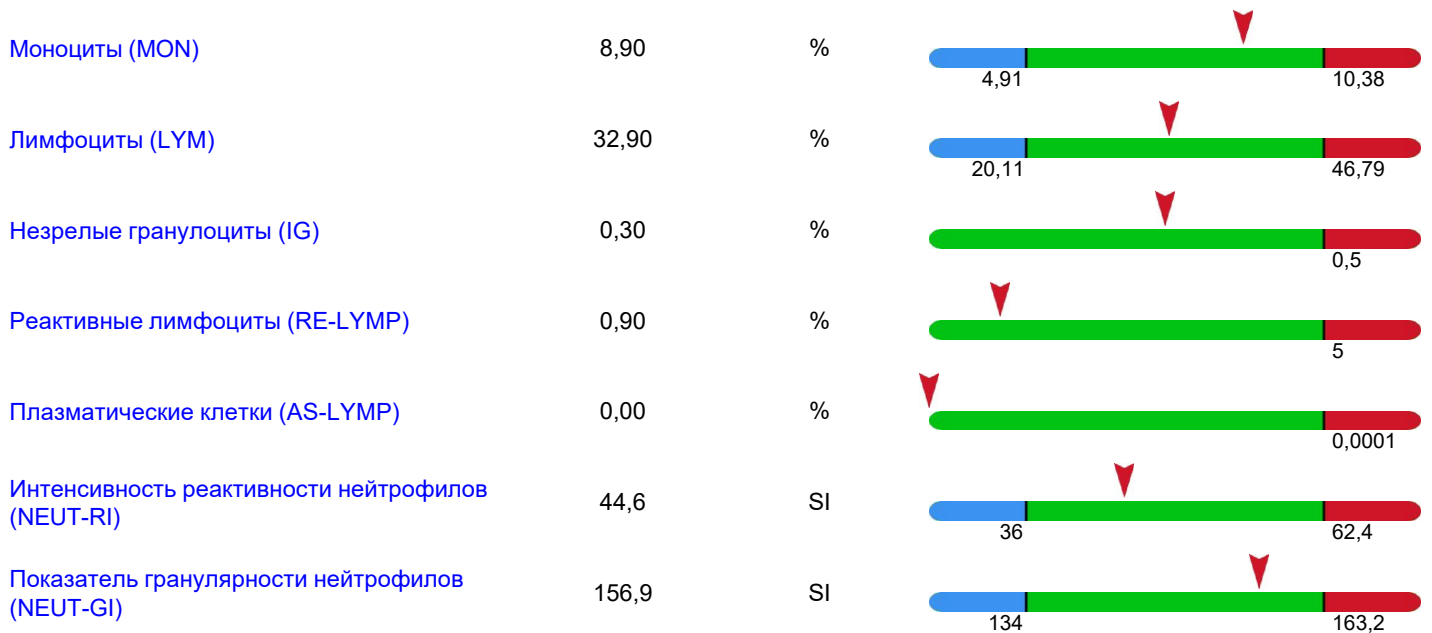 Моноциты (MON) 8,90 %
4,91 10,38
Лимфоциты (LYM) 32,90 %
20,11 46,79
Незрелые гранулоциты (IG) 0,30 %
0,5
Реактивные лимфоциты (RE-LYMP) 0,90 %
5
Плазматические клетки (AS-LYMP) 0,00 %
0,0001
Интенсивность реактивности нейтрофилов
(NEUT-RI) 44,6 SI
36 62,4
Показатель гранулярности нейтрофилов
(NEUT-GI) 156,9 SI
134 163,2